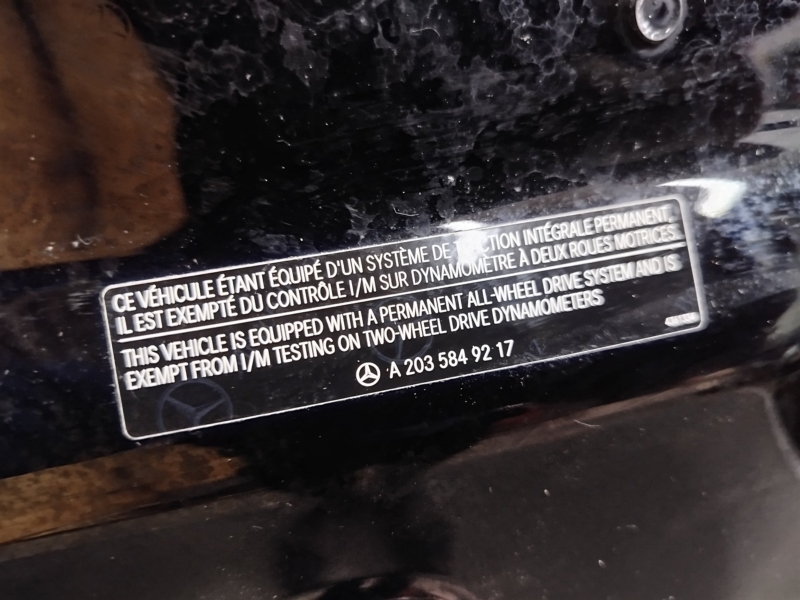 CE VÉHICULE ÉTANT ÉQUIPÉ D'UN SYSTÈME DE TRACTION INTÉGRALE PERMANENT,
IL EST EXEMPTÉ DU CONTRÔLE I/M SUR DYNAMOMÈTRE À DEUX ROUES MOTRICES.
THIS VEHICLE IS EQUIPPED WITH A PERMANENT ALL-WHEEL DRIVE SYSTEM AND IS
EXEMPT FROM I/M TESTING ON TWO-WHEEL DRIVE DYNAMOMETERS
A 203 584 92 17